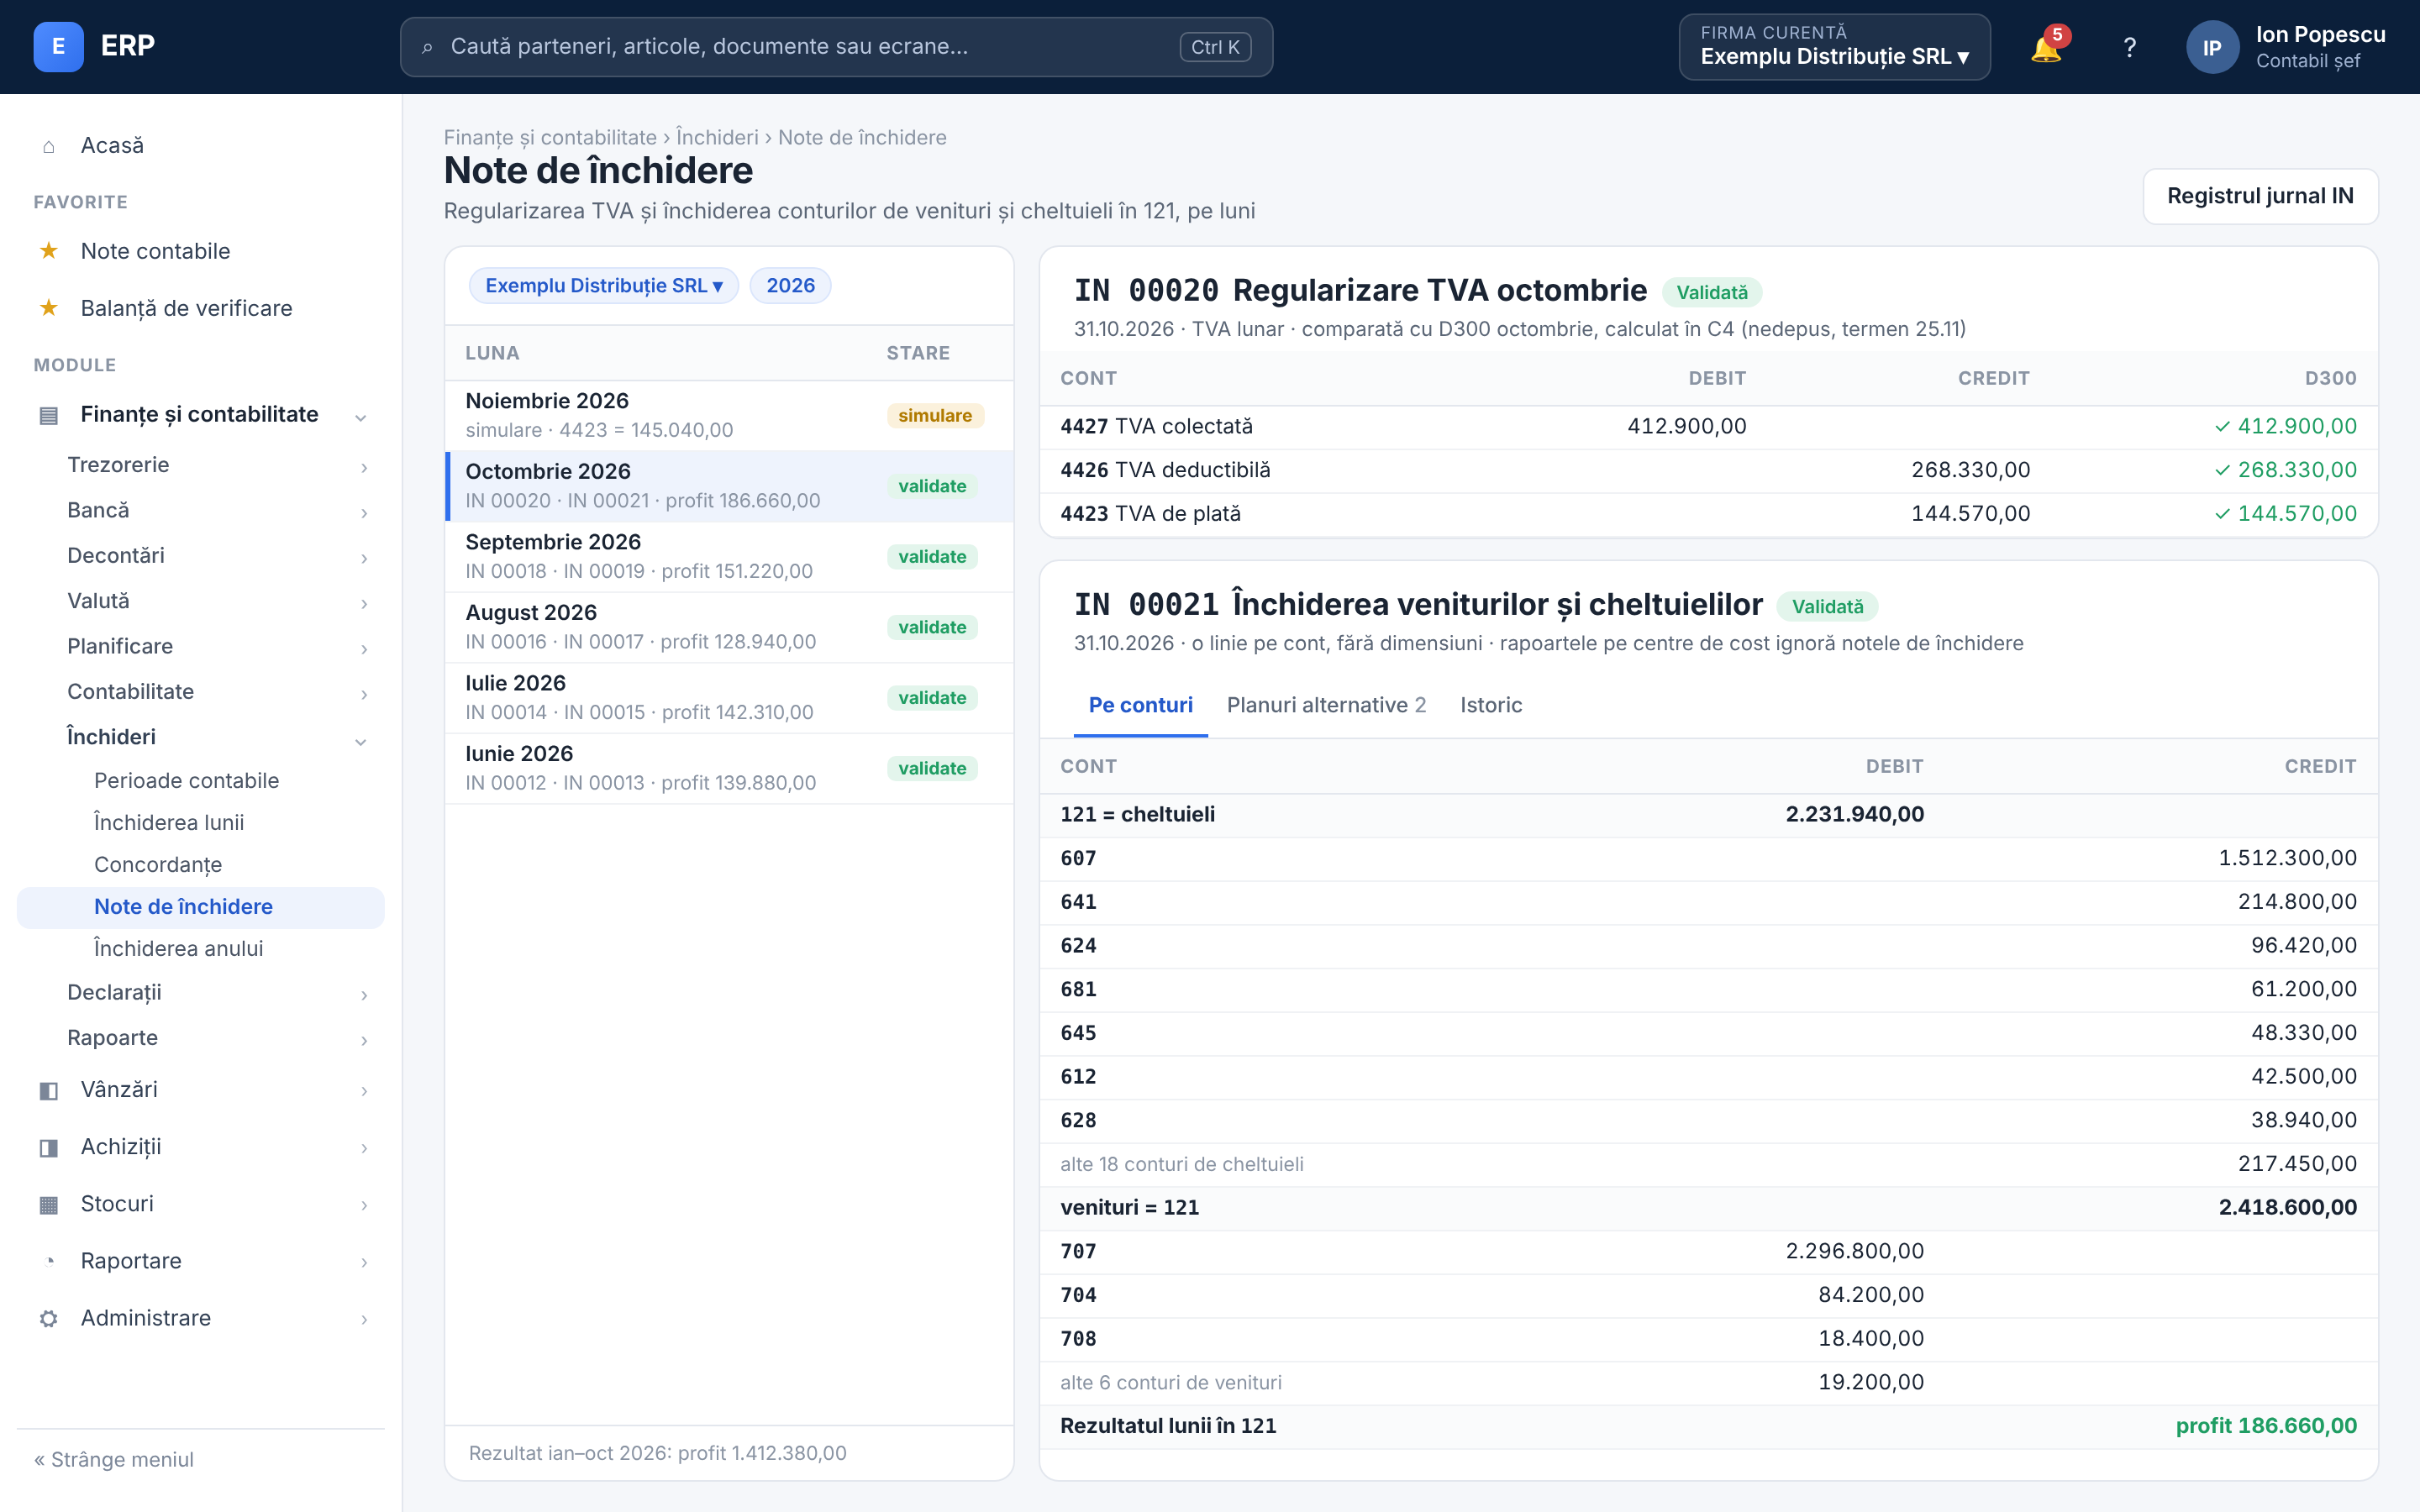 E ERP
Caută parteneri, articole, documente sau ecrane... Ctrl K
FIRMA CURENTĂ
Exemplu Distribuție SRL ▾
5
?
IP
Ion Popescu
Contabil șef
Acasă
FAVORITE
★ Note contabile
★ Balanță de verificare
MODULE
Finanțe și contabilitate
Trezorerie
Bancă
Decontări
Valută
Planificare
Contabilitate
Închideri
Perioade contabile
Închiderea lunii
Concordanțe
Note de închidere
Închiderea anului
Declarații
Rapoarte
Vânzări
Achiziții
Stocuri
Raportare
Administrare
« Strânge meniul
Finanțe și contabilitate › Închideri › Note de închidere
Note de închidere
Regularizarea TVA și închiderea conturilor de venituri și cheltuieli în 121, pe luni
Registrul jurnal IN
Exemplu Distribuție SRL ▾ 2026
LUNA STARE
Noiembrie 2026
simulare · 4423 = 145.040,00
simulare
Octombrie 2026
IN 00020 · IN 00021 · profit 186.660,00
validate
Septembrie 2026
IN 00018 · IN 00019 · profit 151.220,00
validate
August 2026
IN 00016 · IN 00017 · profit 128.940,00
validate
Iulie 2026
IN 00014 · IN 00015 · profit 142.310,00
validate
Iunie 2026
IN 00012 · IN 00013 · profit 139.880,00
validate
Rezultat ian–oct 2026: profit 1.412.380,00
IN 00020 Regularizare TVA octombrie Validată
31.10.2026 · TVA lunar · comparată cu D300 octombrie, calculat în C4 (nedepus, termen 25.11)
CONT DEBIT CREDIT D300
4427 TVA colectată 412.900,00 ✓ 412.900,00
4426 TVA deductibilă 268.330,00 ✓ 268.330,00
4423 TVA de plată 144.570,00 ✓ 144.570,00
IN 00021 Închiderea veniturilor și cheltuielilor Validată
31.10.2026 · o linie pe cont, fără dimensiuni · rapoartele pe centre de cost ignoră notele de închidere
Pe conturi Planuri alternative 2 Istoric
CONT DEBIT CREDIT
121 = cheltuieli 2.231.940,00
607 1.512.300,00
641 214.800,00
624 96.420,00
681 61.200,00
645 48.330,00
612 42.500,00
628 38.940,00
alte 18 conturi de cheltuieli 217.450,00
venituri = 121 2.418.600,00
707 2.296.800,00
704 84.200,00
708 18.400,00
alte 6 conturi de venituri 19.200,00
Rezultatul lunii în 121 profit 186.660,00